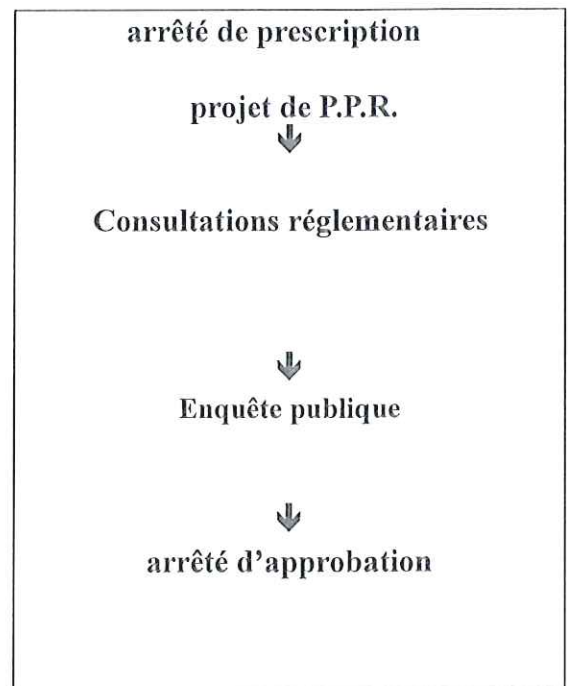 arrêté de prescription
projet de P.P.R.
Consultations réglementaires
Enquête publique
arrêté d'approbation